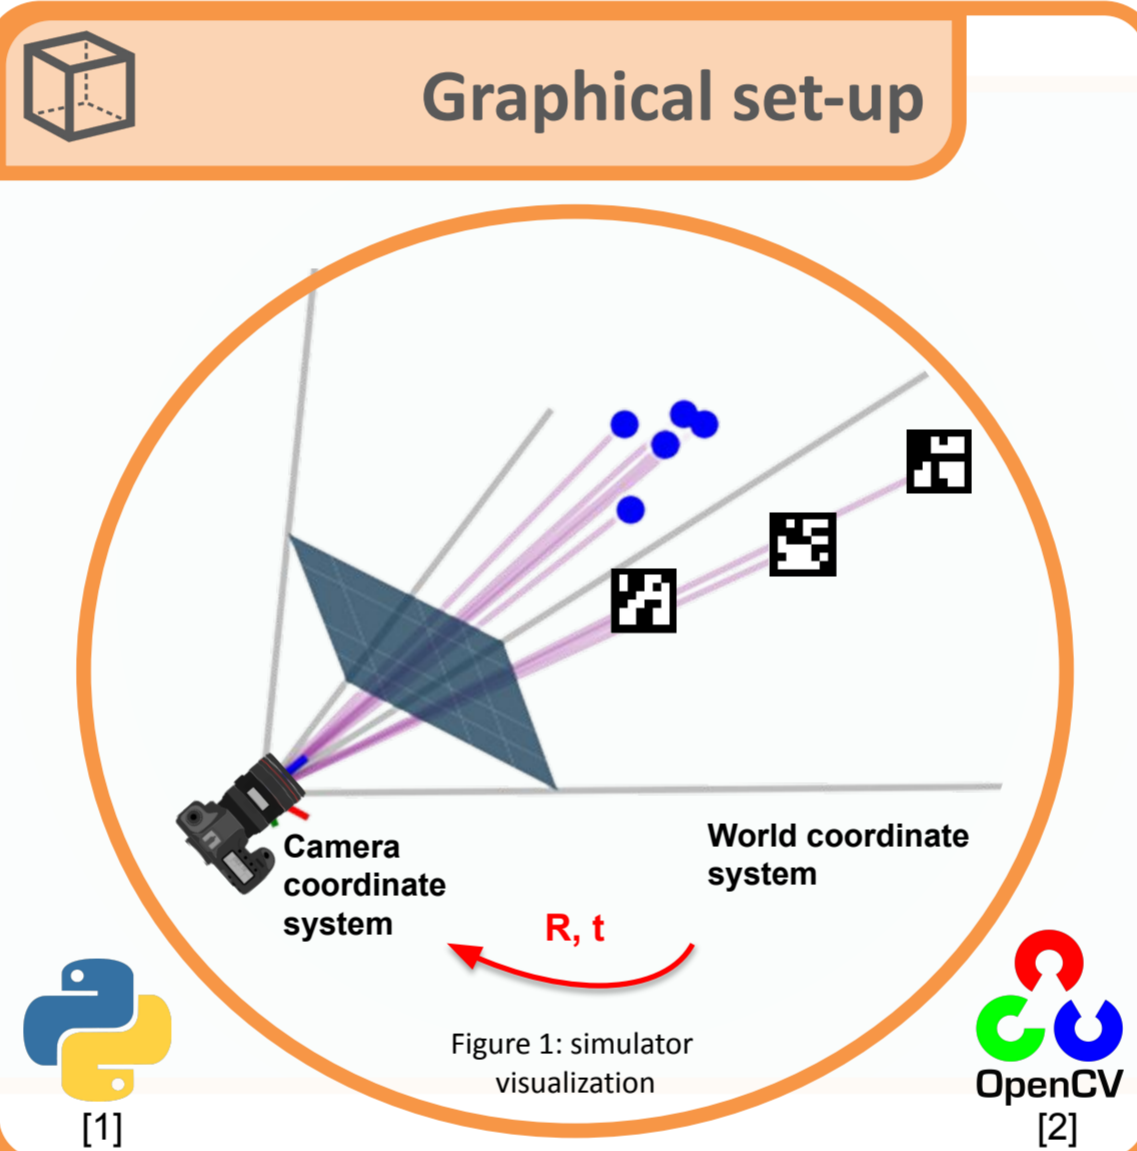 Graphical set-up
Camera
coordinate
system
World coordinate
system
R, t
Figure 1: simulator
visualization
[1]
OpenCV
[2]